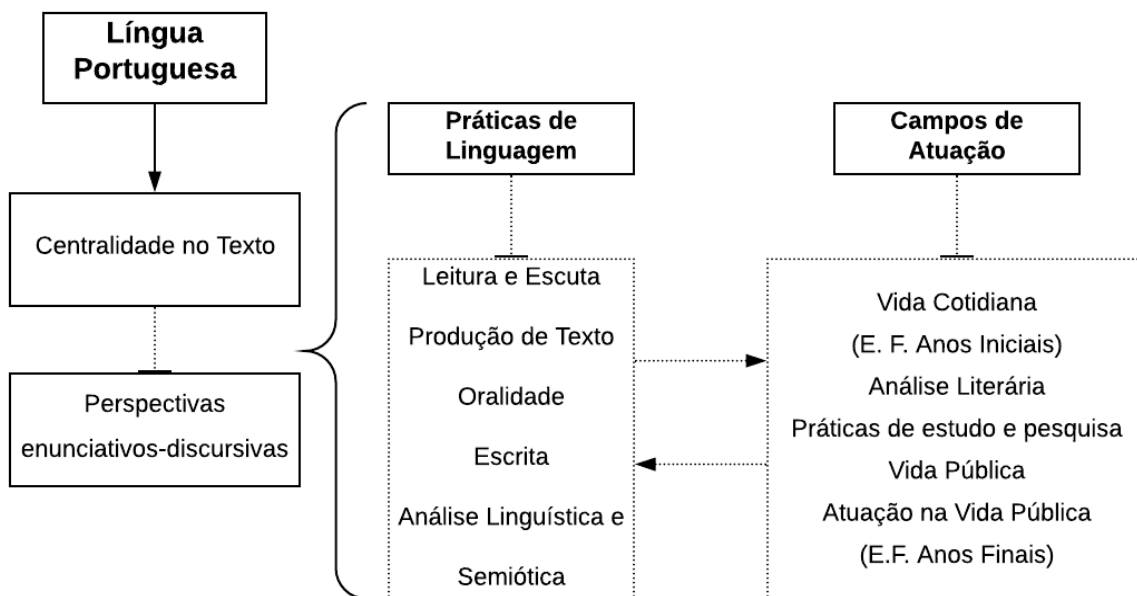 Língua
Portuguesa
Centralidade no Texto
Perspectivas
enunciativos-discursivas
Práticas de
Linguagem
Leitura e Escuta
Produção de Texto
Oralidade
Escrita
Análise Linguística e
Semiótica
Campos de
Atuação
Vida Cotidiana
(E. F. Anos Iniciais)
Análise Literária
Práticas de estudo e pesquisa
Vida Pública
Atuação na Vida Pública
(E.F. Anos Finais)